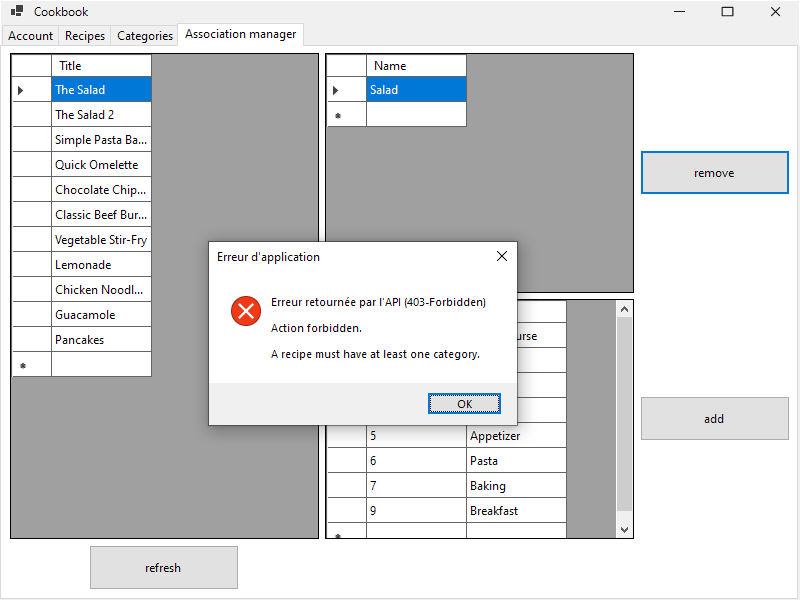 Cookbook
Account Recipes Categories Association manager
Title
The Salad
The Salad 2
Simple Pasta Ba...
Quick Omelette
Chocolate Chip...
Classic Beef Bur...
Vegetable Stir-Fry
Lemonade
Chicken Noodl...
Guacamole
Pancakes
Name
Salad
remove
Erreur d'application
Erreur retournée par l'API (403-Forbidden)
Action forbidden.
A recipe must have at least one category.
OK
5 Appetizer
6 Pasta
7 Baking
9 Breakfast
add
refresh